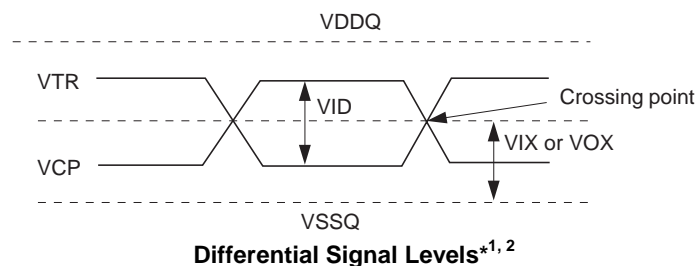 VDDQ
VTR
Crossing point
VID
VIX or VOX
VCP
VSSQ
Differential Signal Levels*1, 2